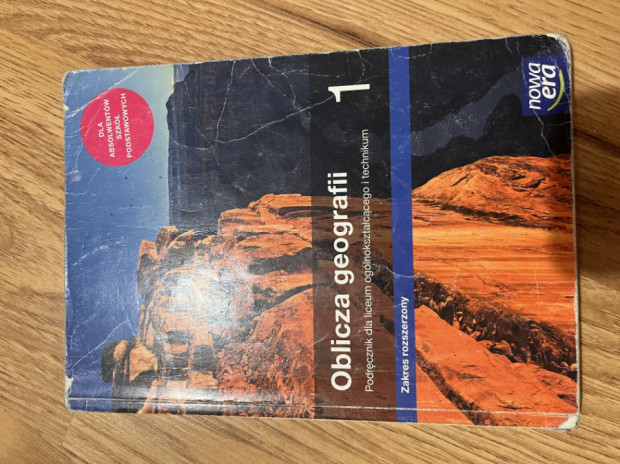 DLA
ABSOLWENTÓW
SZKÓŁ
PODSTAWOWYCH
Oblicza geografii 1
Podręcznik dla liceum ogólnokształcącego i technikum
Zakres rozszerzony
nowa
era